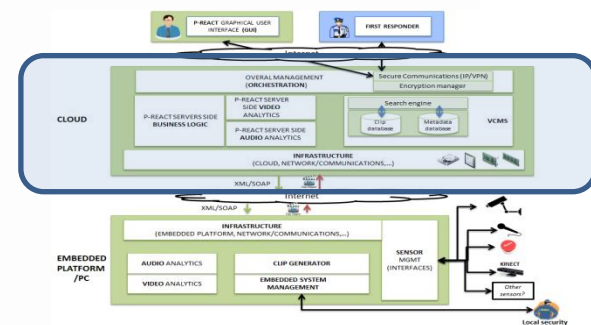 P-REACT GRAPHICAL USER
INTERFACE (GUI)
FIRST RESPONDER
Internet
OVERAL MANAGEMENT
(ORCHESTRATION)
Secure Communications (IP/VPN)
Encryption manager
CLOUD
P-REACT SERVERS SIDE
BUSINESS LOGIC
P-REACT SERVER
SIDE VIDEO
ANALYTICS
P-REACT SERVER SIDE
AUDIO ANALYTICS
Search engine
Clip
database
Metadata
database
VCMS
INFRASTRUCTURE
(CLOUD, NETWORK/COMMUNICATIONS,...)
XML/SOAP
Internet
XML/SOAP
INFRASTRUCTURE
(EMBEDDED PLATFORM, NETWORK/COMMUNICATIONS,...)
EMBEDDED
PLATFORM
/PC
AUDIO ANALYTICS
CLIP GENERATOR
VIDEO ANALYTICS
EMBEDDED SYSTEM
MANAGEMENT
SENSOR
MGMT
(INTERFACES)
KINECT
Other
sensors?
Local security